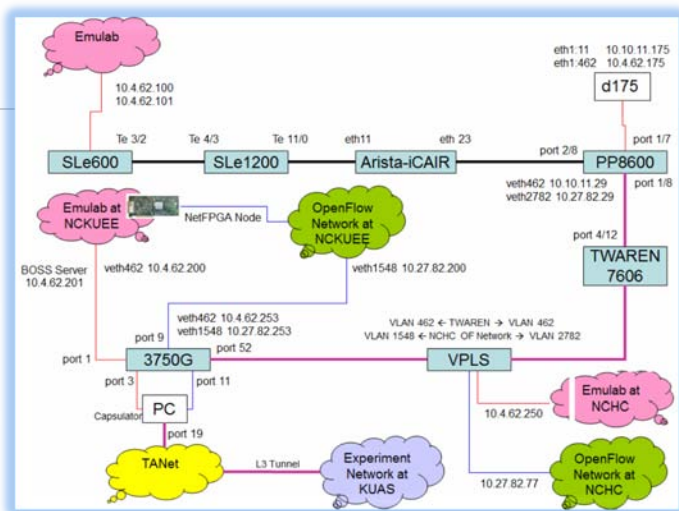 Emulab
eth1:11 10.10.11.175
eth1:462 10.4.62.175
d175
10.4.62.100
10.4.62.101
Te 3/2
Te 4/3
Te 11/0
eth11
eth 23
port 2/8
port 1/7
SLe600
SLe1200
Arista-iCAIR
PP8600
veth462 10.10.11.29
veth2782 10.27.82.29
port 1/8
Emulab at
NCKUEE
NetFPGA Node
OpenFlow
Network at
NCKUEE
port 4/12
TWAREN
7606
BOSS Server
10.4.62.201
veth462 10.4.62.200
veth1548 10.27.82.200
veth462 10.4.62.253
veth1548 10.27.82.253
VLAN 462 ← TWAREN → VLAN 462
VLAN 1548 ← NCHC OF Network → VLAN 2782
port 9
port 52
port 1
3750G
VPLS
port 3
port 11
Capsulator
PC
port 19
10.4.62.250
Emulab at
NCHC
TANet
L3 Tunnel
Experiment
Network at
KUAS
10.27.82.77
OpenFlow
Network at
NCHC